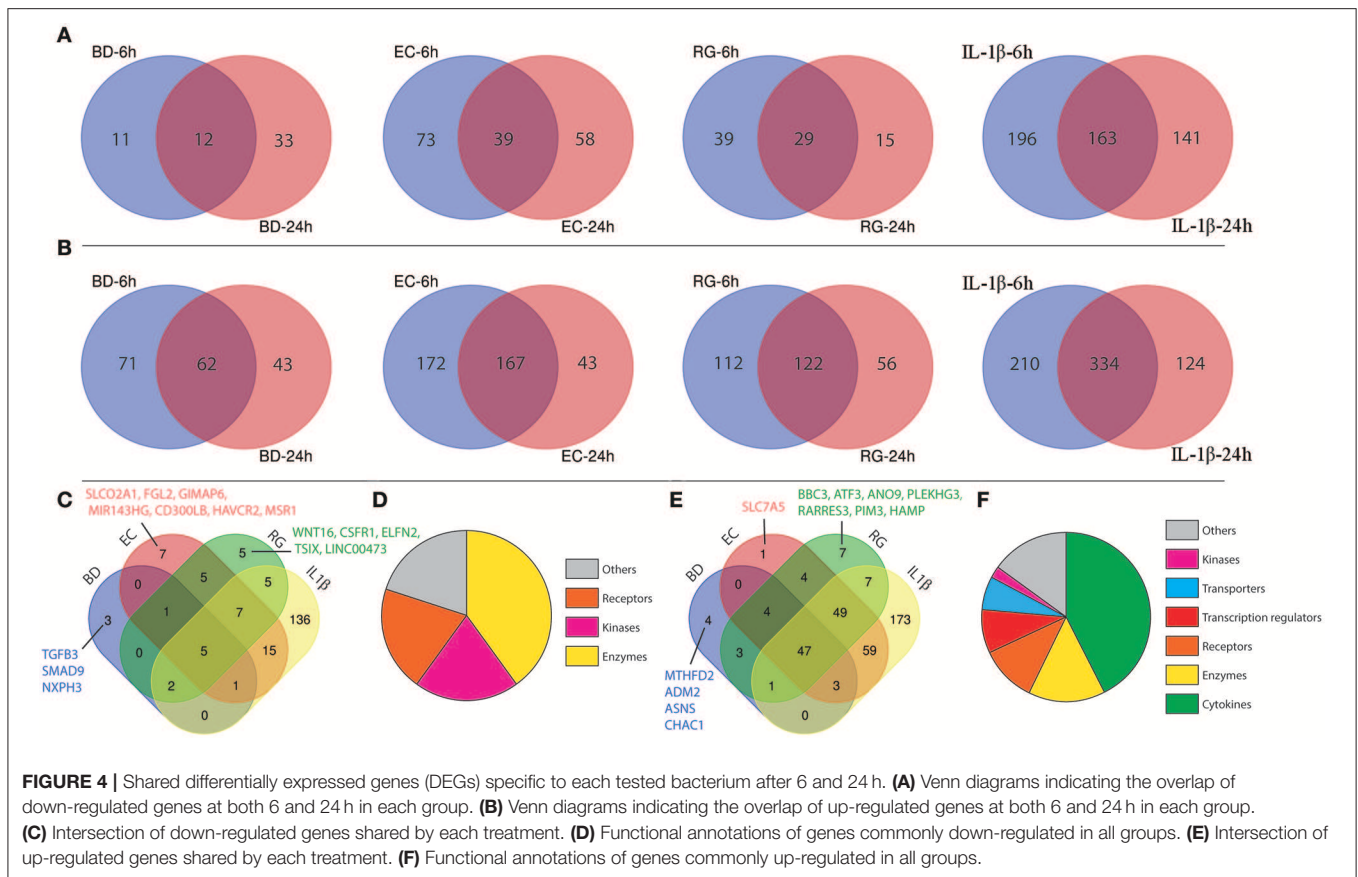 A
BD-6h
11
12
33
BD-24h
EC-6h
73
39
58
EC-24h
RG-6h
39
29
15
RG-24h
IL-1β-6h
196
163
141
IL-1β-24h
B
BD-6h
71
62
43
BD-24h
EC-6h
172
167
43
EC-24h
RG-6h
112
122
56
RG-24h
IL-1β-6h
210
334
124
IL-1β-24h
C
SLCO2A1, FGL2, GIMAP6,
MIR143HG, CD300LB, HAVCR2, MSR1
WNT16, CSFR1, ELFN2,
TSIX, LINC00473
BD
EC
RG
IL1β
7
5
0
5
5
3
1
7
136
0
5
15
2
1
0
TGFB3
SMAD9
NXPH3
D
Others
Receptors
Kinases
Enzymes
E
SLC7A5
BBC3, ATF3, ANO9, PLEKHG3,
RARRES3, PIM3, HAMP
BD
EC
RG
IL1β
1
7
0
4
7
4
4
49
173
3
47
59
1
3
0
MTHFD2
ADM2
ASNS
CHAC1
F
Others
Kinases
Transporters
Transcription regulators
Receptors
Enzymes
Cytokines
FIGURE 4 | Shared differentially expressed genes (DEGs) specific to each tested bacterium after 6 and 24 h. (A) Venn diagrams indicating the overlap of
down-regulated genes at both 6 and 24 h in each group. (B) Venn diagrams indicating the overlap of up-regulated genes at both 6 and 24 h in each group.
(C) Intersection of down-regulated genes shared by each treatment. (D) Functional annotations of genes commonly down-regulated in all groups. (E) Intersection of
up-regulated genes shared by each treatment. (F) Functional annotations of genes commonly up-regulated in all groups.